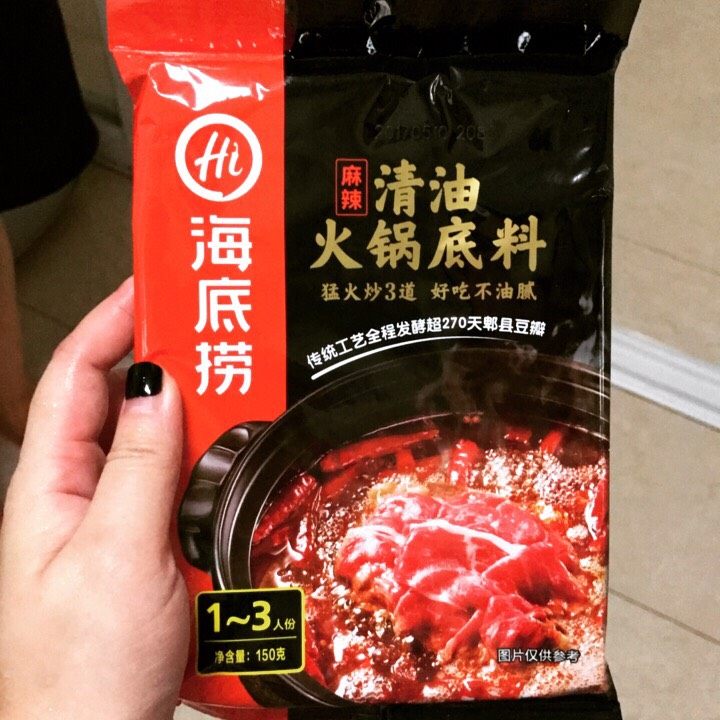 Hi
海底捞
麻辣
清油
火锅底料
猛火炒3道 好吃不油腻
传统工艺全程发酵超270天郫县豆瓣
1~3人份
净含量：150克
图片仅供参考